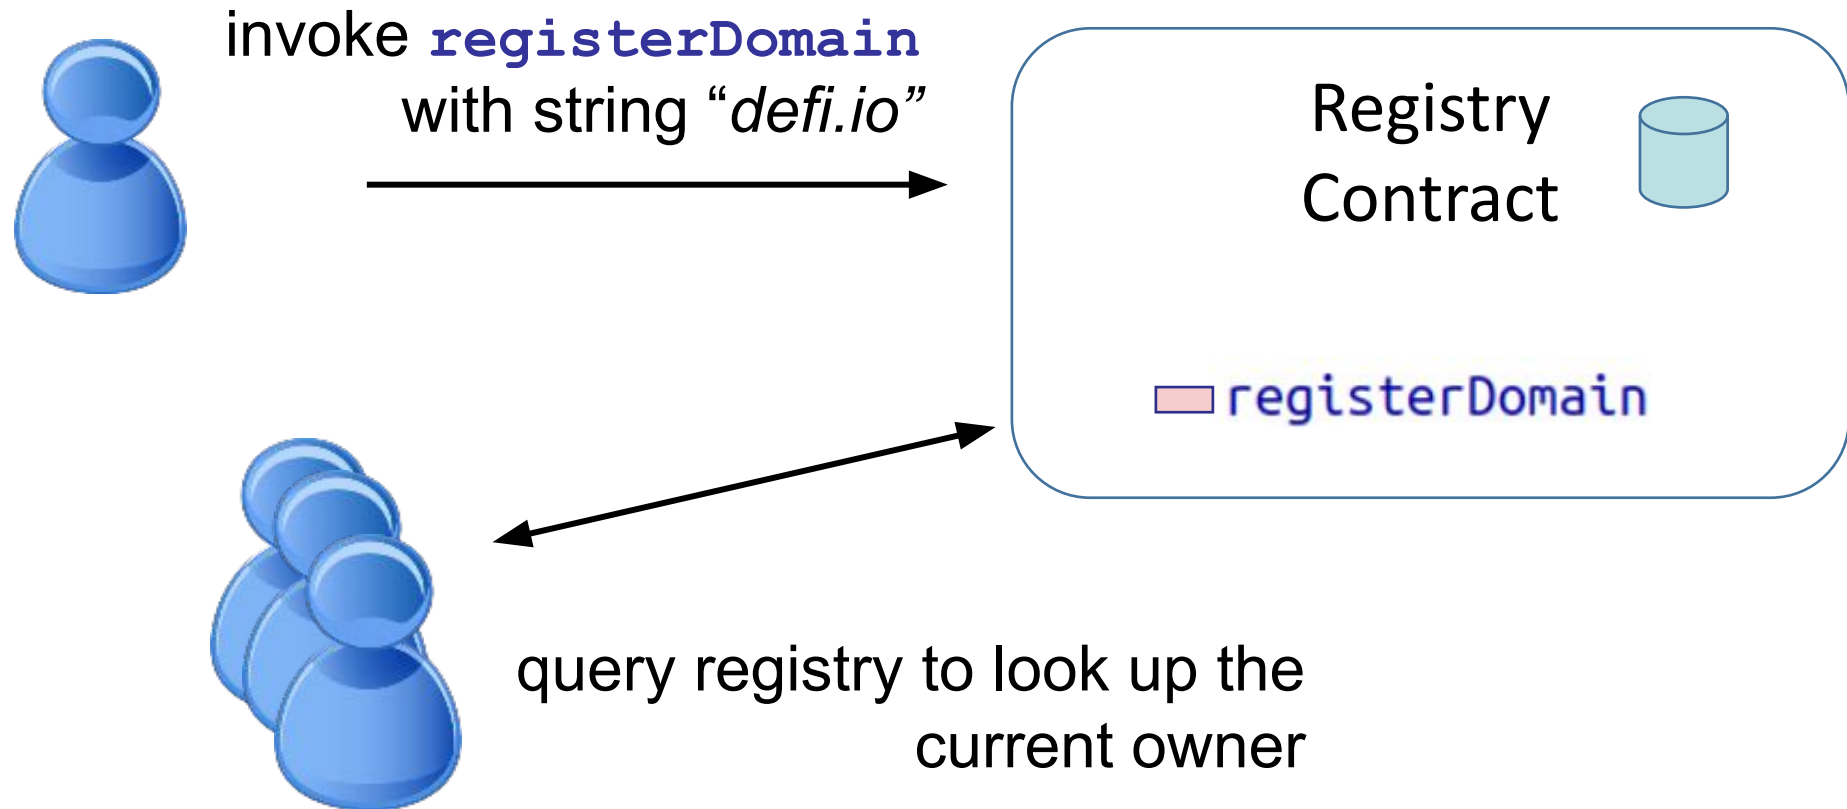 invoke registerDomain
with string “defi.io”
Registry
Contract
registerDomain
query registry to look up the
current owner